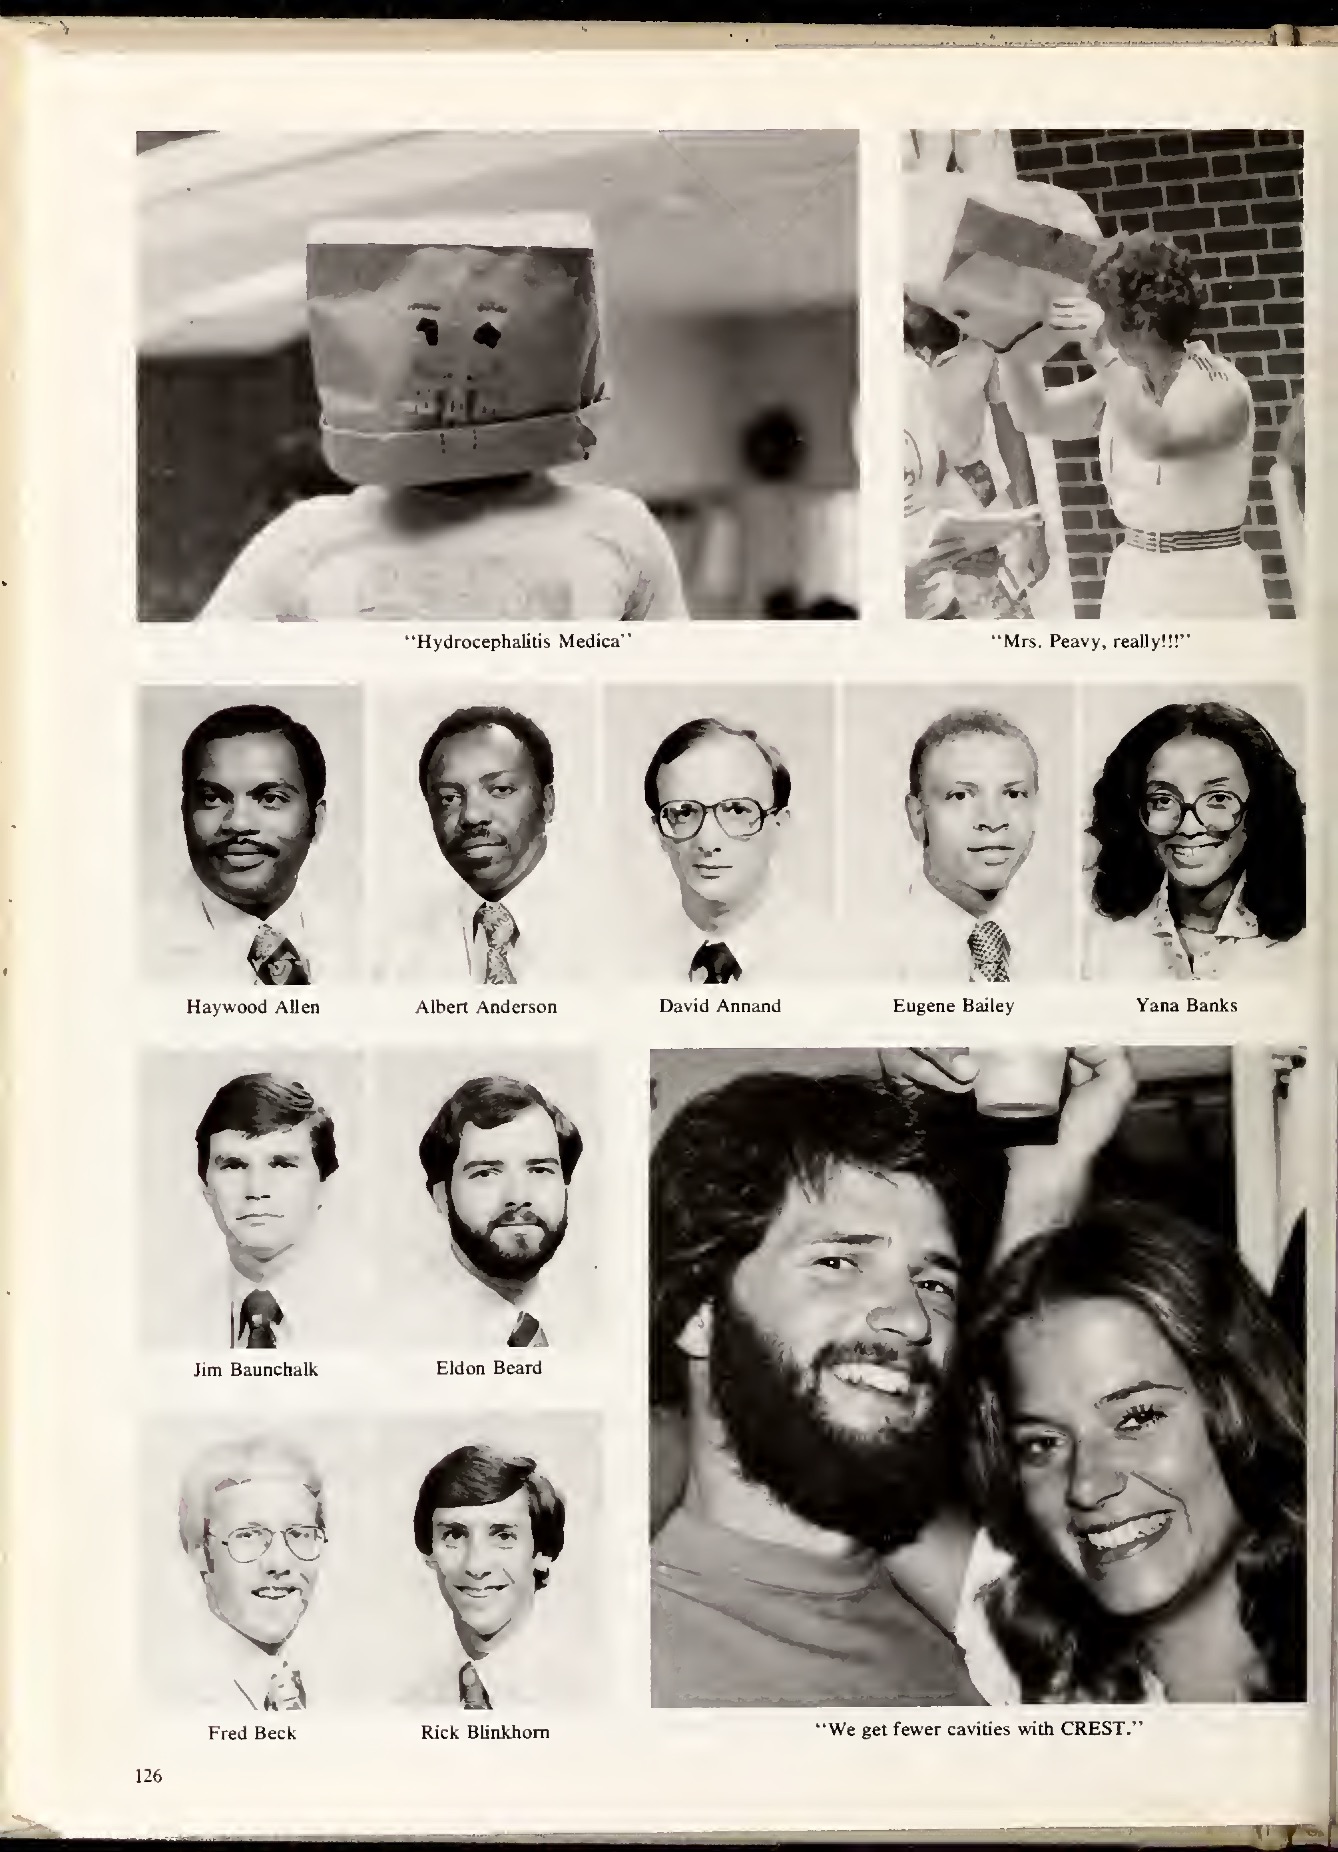 "Hydrocephalitis Medica"
"Mrs. Peavy, really!!!"
Haywood Allen
Albert Anderson
David Annand
Eugene Bailey
Yana Banks
Jim Baunchalk
Eldon Beard
Fred Beck
Rick Blinkhorn
"We get fewer cavities with CREST."
126